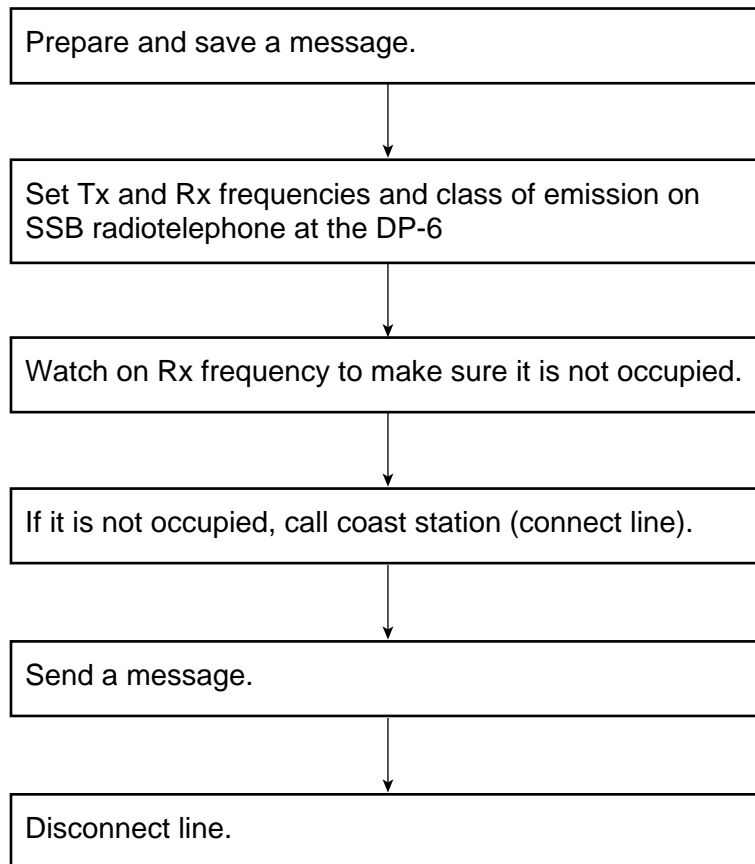 Prepare and save a message.
Set Tx and Rx frequencies and class of emission on
SSB radiotelephone at the DP-6
Watch on Rx frequency to make sure it is not occupied.
If it is not occupied, call coast station (connect line).
Send a message.
Disconnect line.